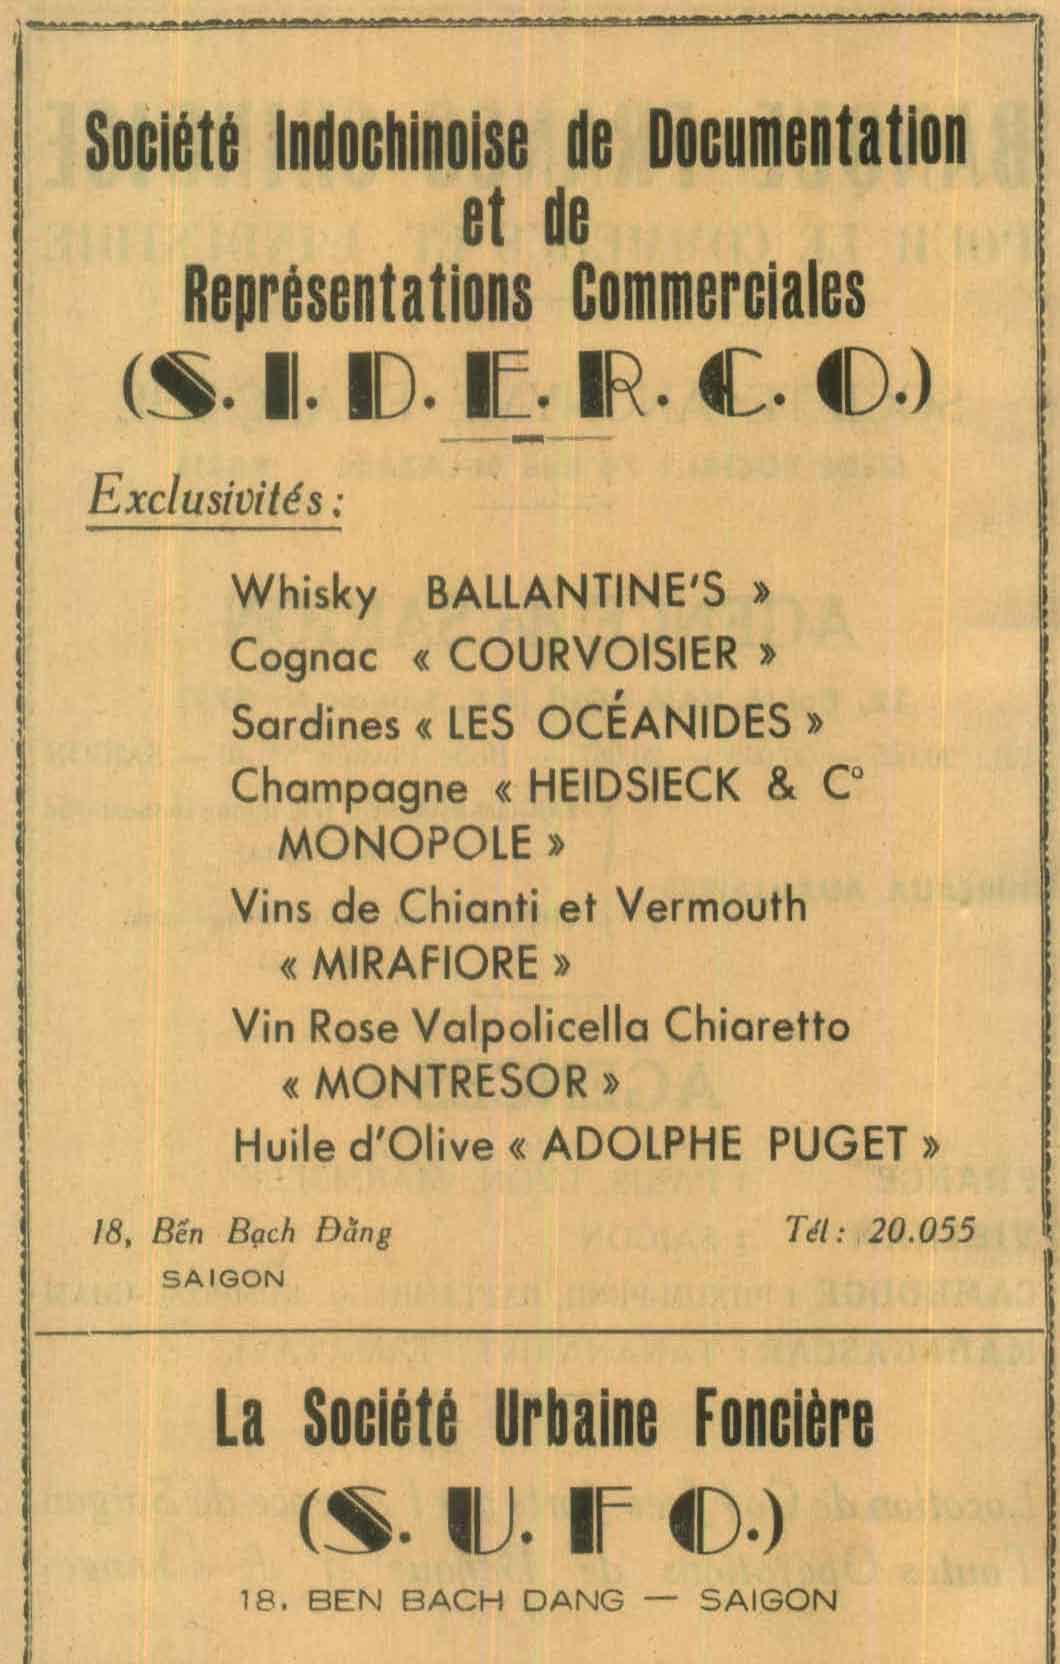 Société Indochinoise de Documentation
et de
Représentations Commerciales
(S. I. D. E. R. C. O.)
Exclusivités :
Whisky BALLANTINE'S »
Cognac « COURVOISIER »
Sardines « LES OCÉANIDES »
Champagne « HEIDSIECK & Cº
MONOPOLE »
Vins de Chianti et Vermouth
« MIRAFIORE »
Vin Rose Valpolicella Chiaretto
« MONTRESOR »
Huile d'Olive « ADOLPHE PUGET »
18, Bến Bạch Đằng Tél : 20.055
SAIGON
La Société Urbaine Foncière
(S. U. F O.)
18. BEN BACH DANG — SAIGON